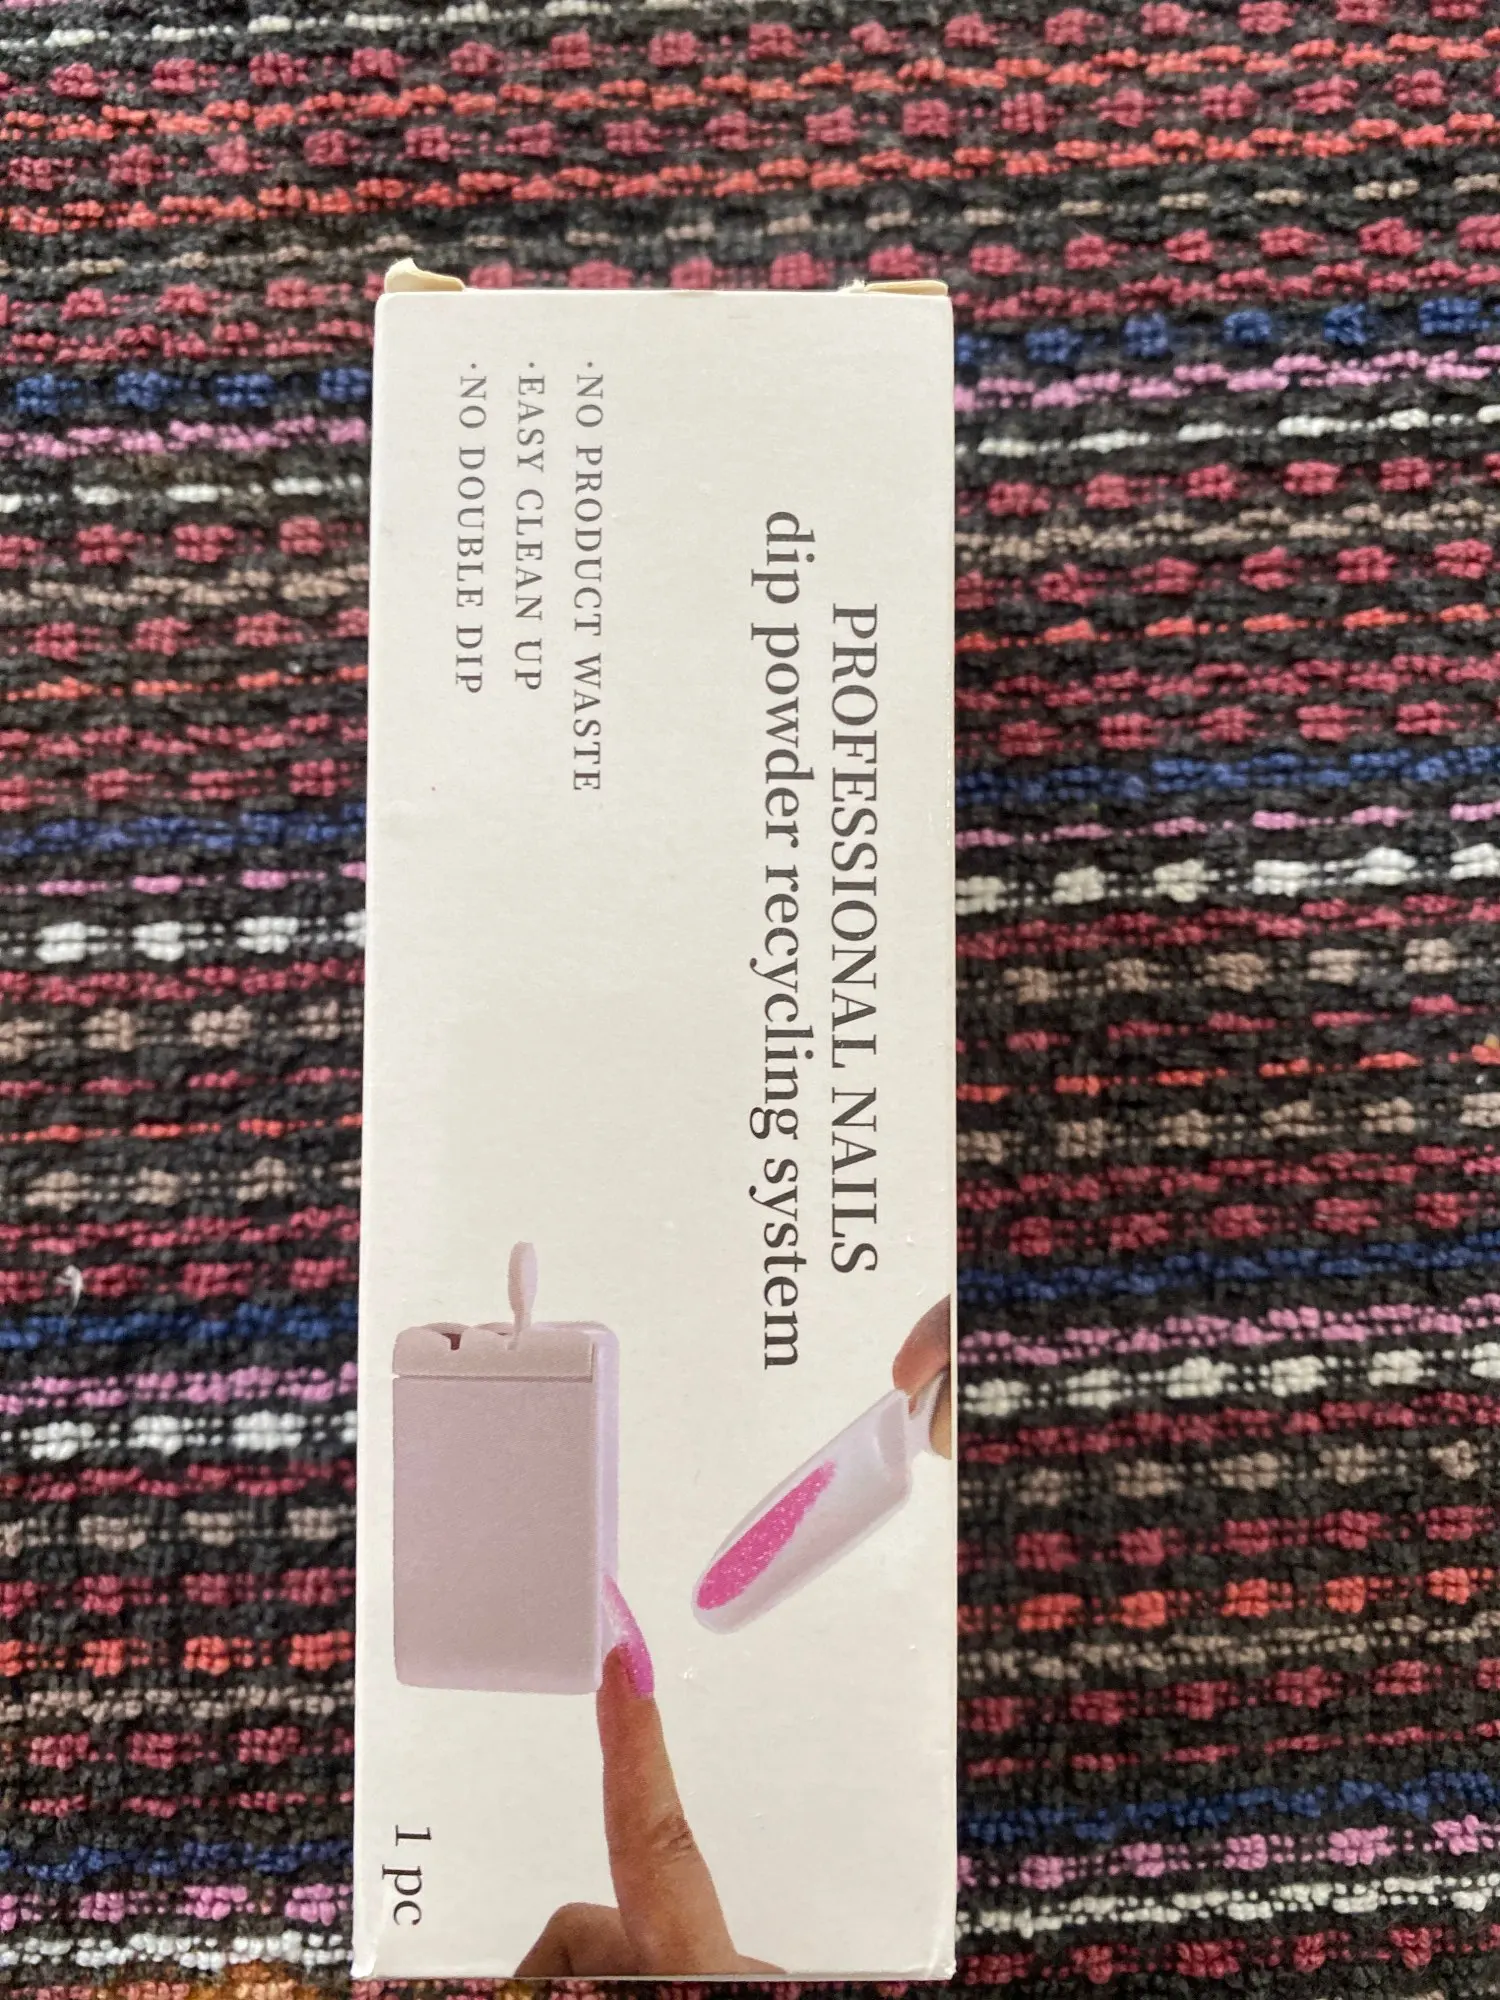 PROFESSIONAL NAILS
dip powder recycling system
·NO PRODUCT WASTE
·EASY CLEAN UP
·NO DOUBLE DIP
1 pc